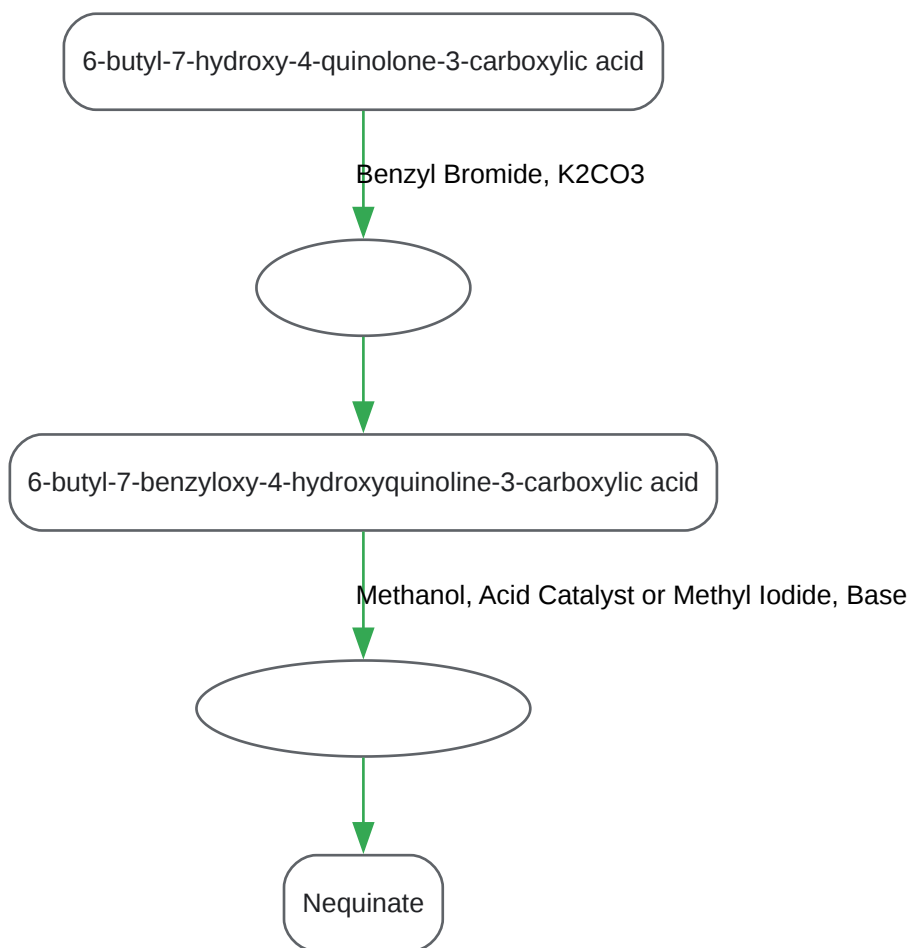 6-butyl-7-hydroxy-4-quinolone-3-carboxylic acid
Benzyl Bromide, K2CO3
6-butyl-7-benzyloxy-4-hydroxyquinoline-3-carboxylic acid
Methanol, Acid Catalyst or Methyl Iodide, Base
Nequinate